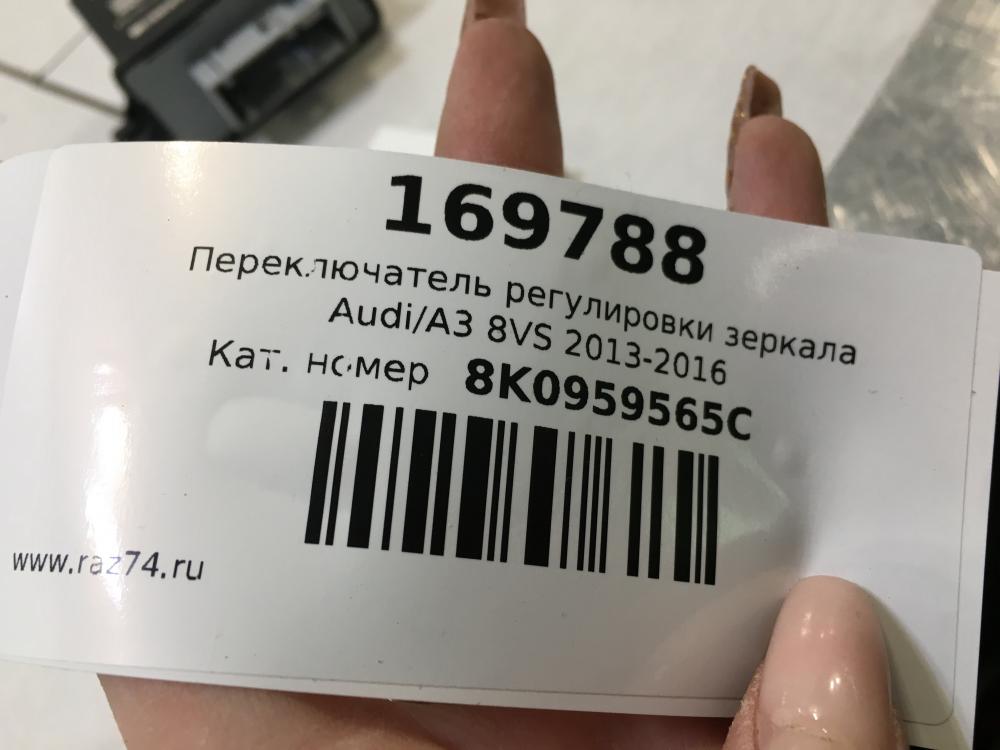 169788
Переключатель регулировки зеркала
Audi/A3 8VS 2013-2016
Кат. номер 8K0959565C
www.raz74.ru